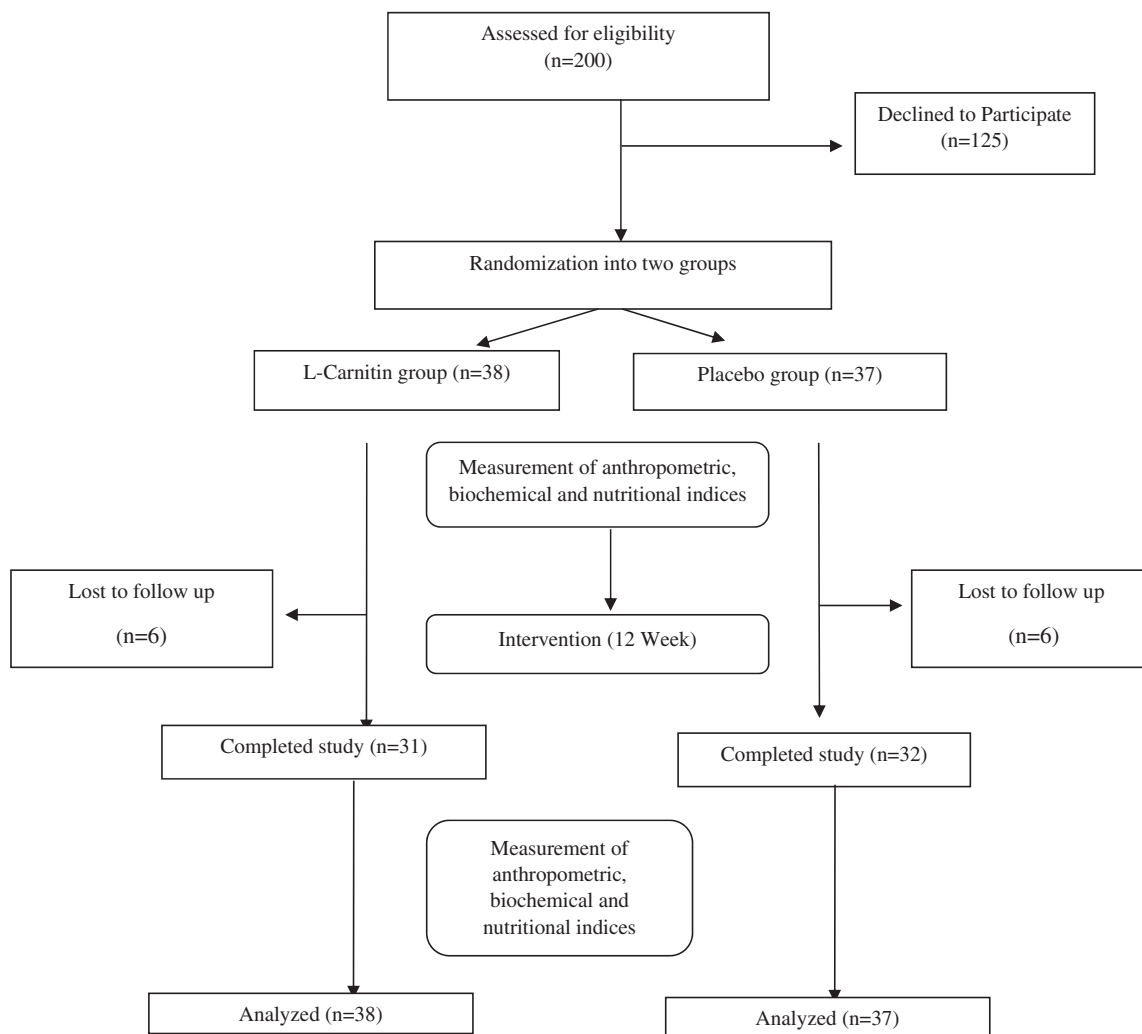 Assessed for eligibility
(n=200)
Declined to Participate
(n=125)
Randomization into two groups
L-Carnitin group (n=38)
Placebo group (n=37)
Measurement of anthropometric,
biochemical and nutritional indices
Lost to follow up
(n=6)
Intervention (12 Week)
Lost to follow up
(n=6)
Completed study (n=31)
Completed study (n=32)
Measurement of
anthropometric,
biochemical and
nutritional indices
Analyzed (n=38)
Analyzed (n=37)